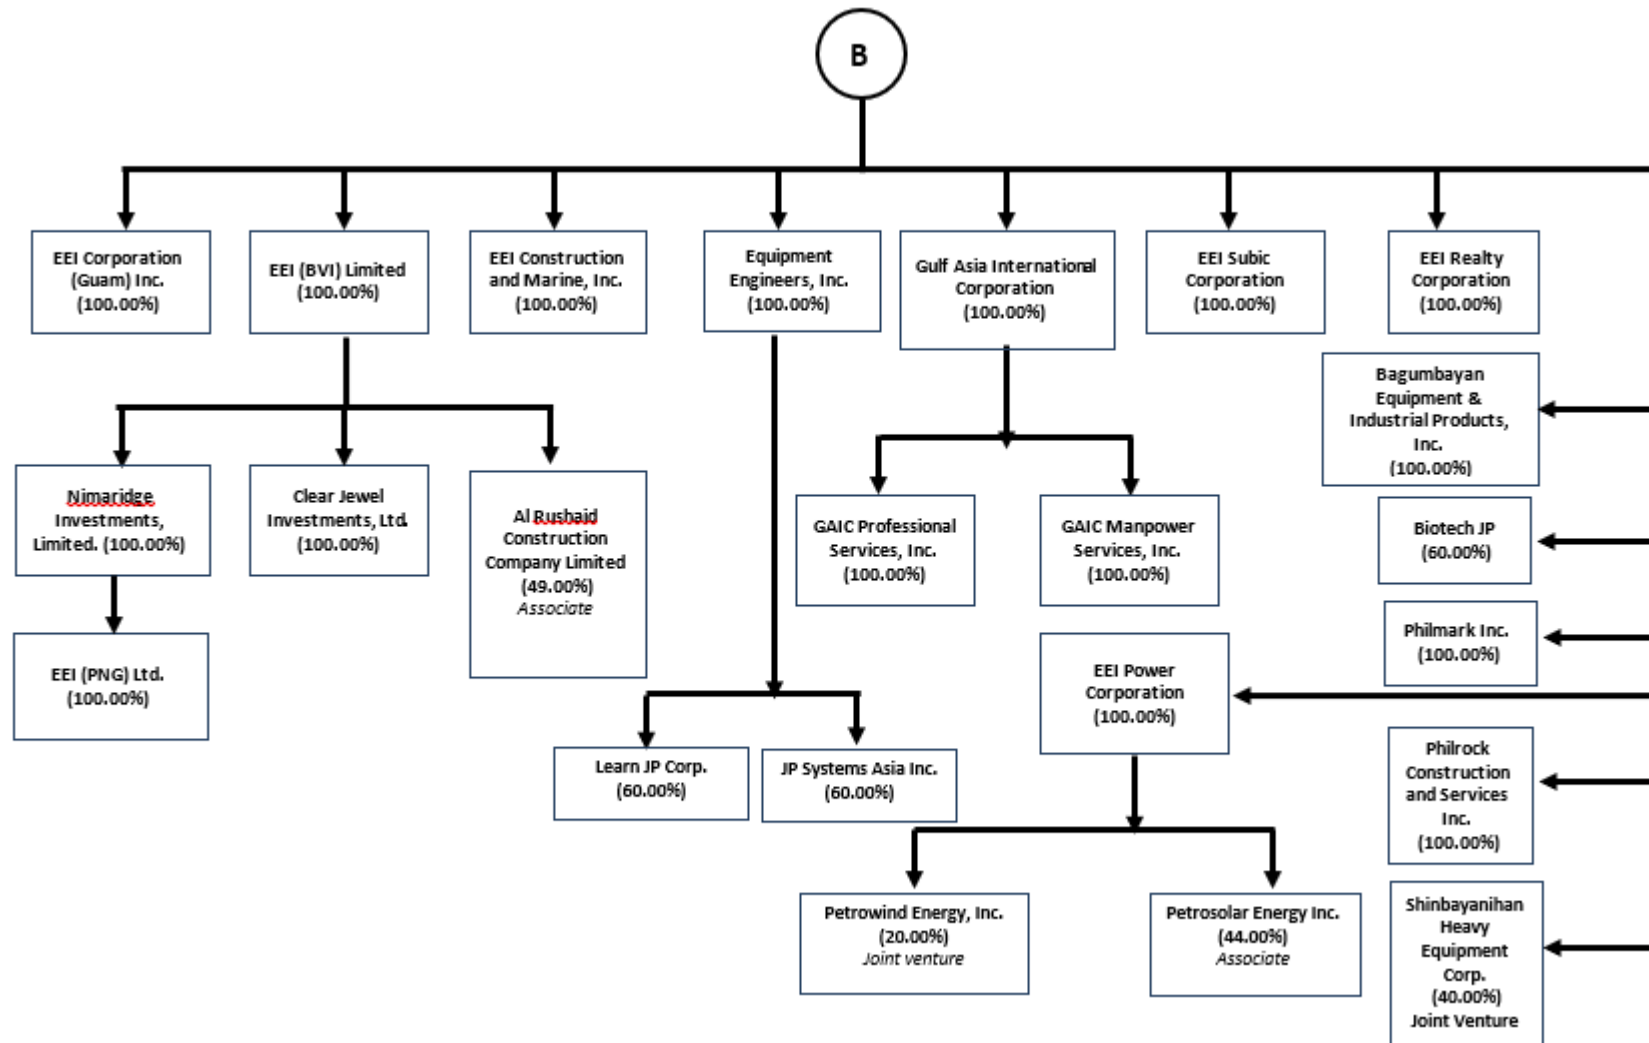 B
EEI Corporation
(Guam) Inc.
(100.00%)
EEI (BVI) Limited
(100.00%)
EEI Construction
and Marine, Inc.
(100.00%)
Equipment
Engineers, Inc.
(100.00%)
Gulf Asia International
Corporation
(100.00%)
EEI Subic
Corporation
(100.00%)
EEI Realty
Corporation
(100.00%)
Bagumbayan
Equipment &
Industrial Products,
Inc.
(100.00%)
Nimaridge
Investments,
Limited. (100.00%)
Clear Jewel
Investments, Ltd.
(100.00%)
Al Rushaid
Construction
Company Limited
(49.00%)
Associate
GAIC Professional
Services, Inc.
(100.00%)
GAIC Manpower
Services, Inc.
(100.00%)
Biotech JP
(60.00%)
Philmark Inc.
(100.00%)
EEI (PNG) Ltd.
(100.00%)
EEI Power
Corporation
(100.00%)
Learn JP Corp.
(60.00%)
JP Systems Asia Inc.
(60.00%)
Philrock
Construction
and Services
Inc.
(100.00%)
Petrowind Energy, Inc.
(20.00%)
Joint venture
Petrosolar Energy Inc.
(44.00%)
Associate
Shinbayanihan
Heavy
Equipment
Corp.
(40.00%)
Joint Venture